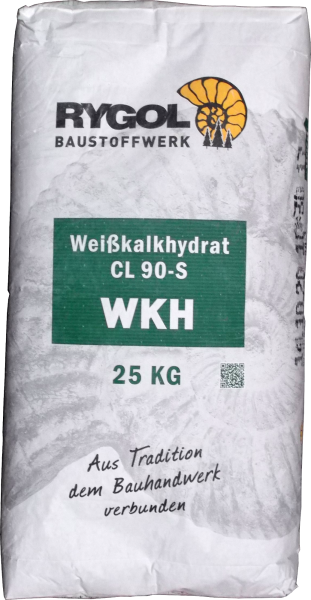 RYGOL
BAUSTOFFWERK
Weißkalkhydrat
CL 90-S
WKH
25 KG
Aus Tradition
dem Bauhandwerk
verbunden